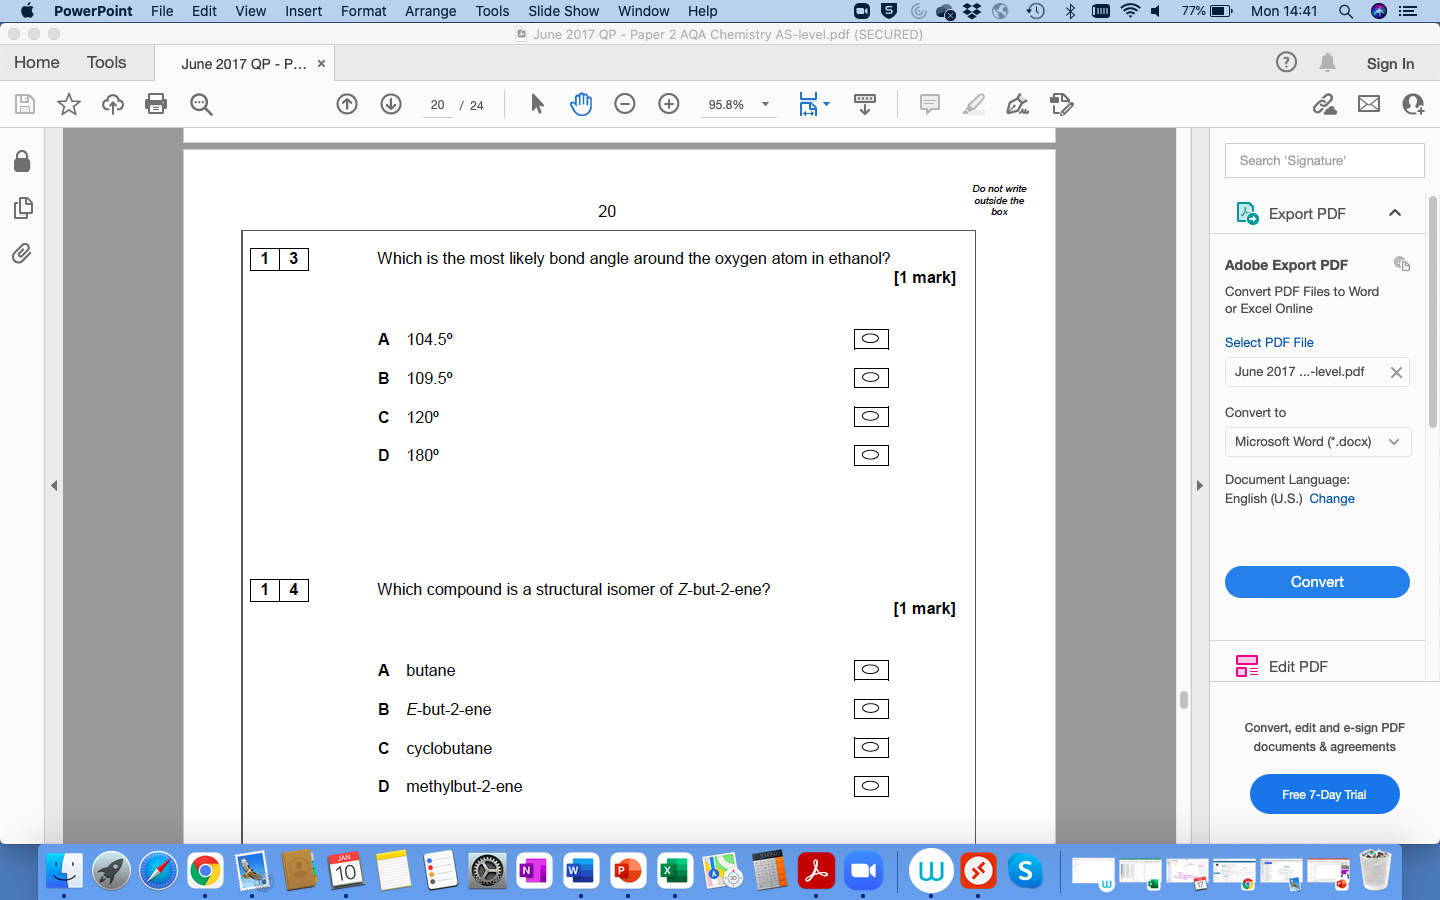 PowerPoint File Edit View Insert Format Arrange Tools Slide Show Window Help 77% Mon 14:41
June 2017 QP - Paper 2 AQA Chemistry AS-level.pdf (SECURED)
Home Tools June 2017 QP - P... × Sign In
20 / 24 95.8%
Search 'Signature'
Export PDF
Adobe Export PDF
Convert PDF Files to Word
or Excel Online
Select PDF File
June 2017 ...-level.pdf
Convert to
Microsoft Word (*.docx)
Document Language:
English (U.S.) Change
Convert
Edit PDF
Convert, edit and e-sign PDF
documents & agreements
Free 7-Day Trial
Do not write
outside the
box
20
1 3 Which is the most likely bond angle around the oxygen atom in ethanol?
[1 mark]
A 104.5º
B 109.5º
C 120º
D 180º
1 4 Which compound is a structural isomer of Z-but-2-ene?
[1 mark]
A butane
B E-but-2-ene
C cyclobutane
D methylbut-2-ene
JAN
10